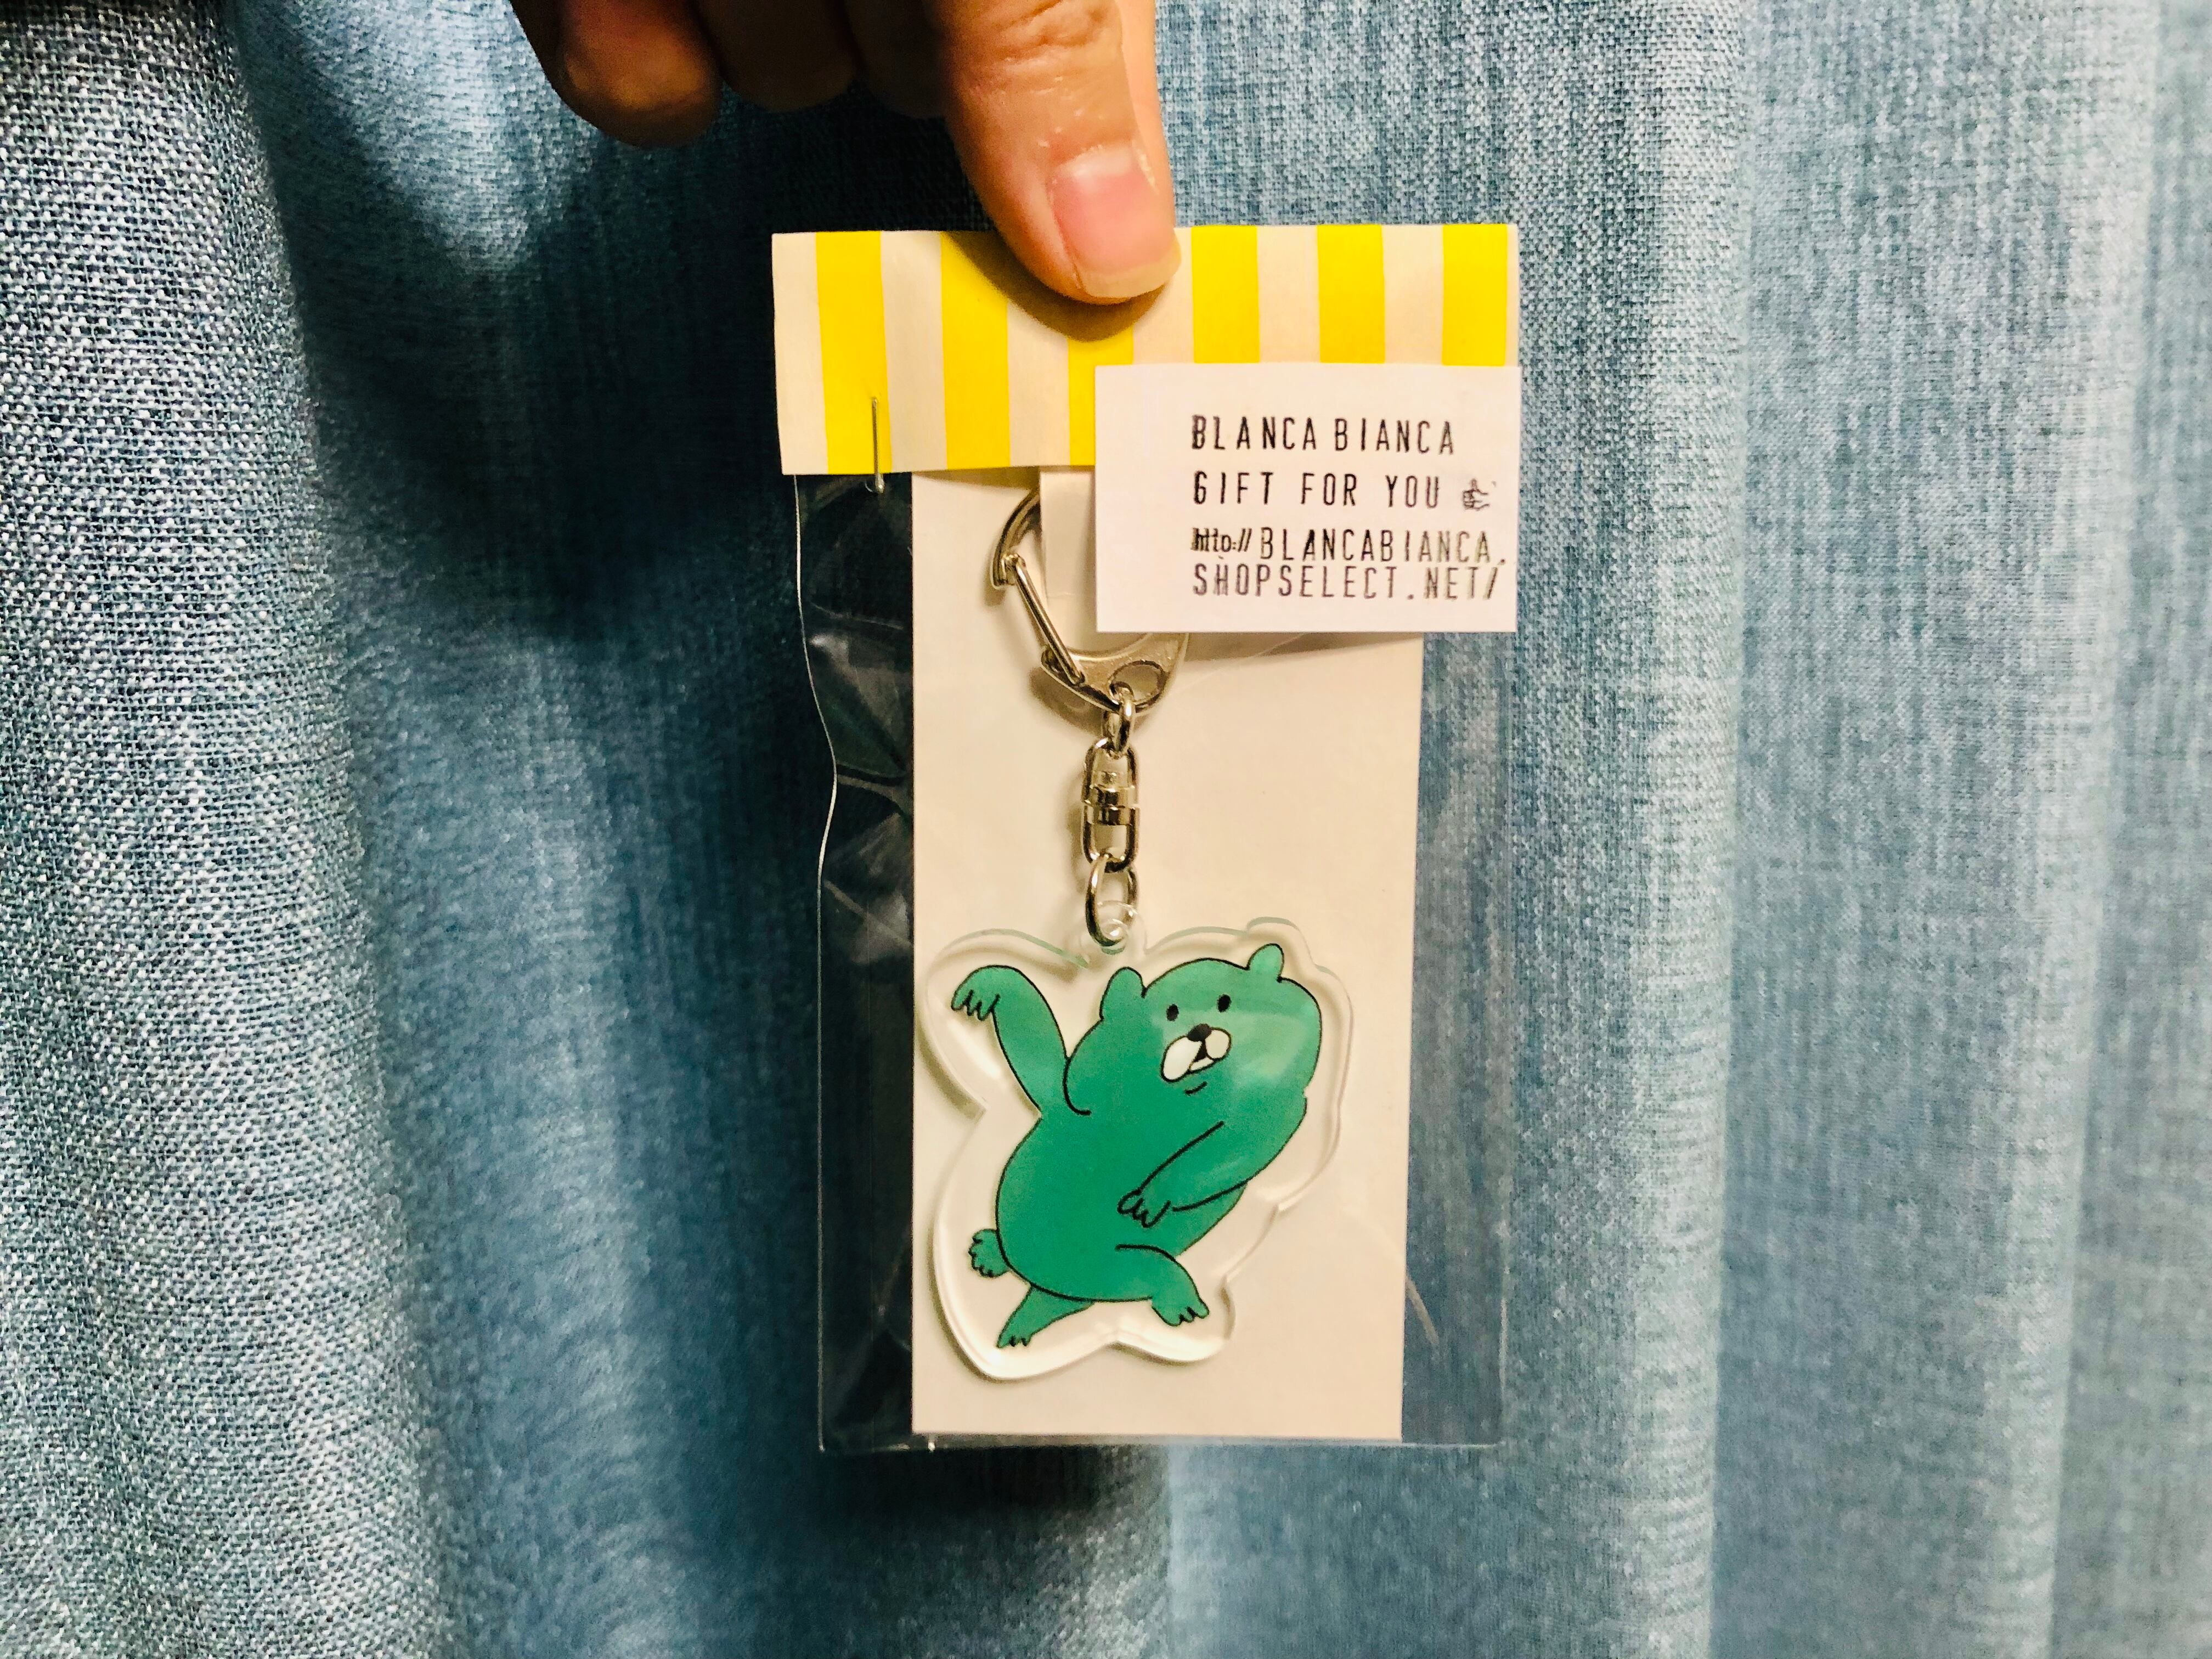 BLANCA BIANCA
GIFT FOR YOU
http://BLANCABIANCA.
SHOPSELECT.NET/